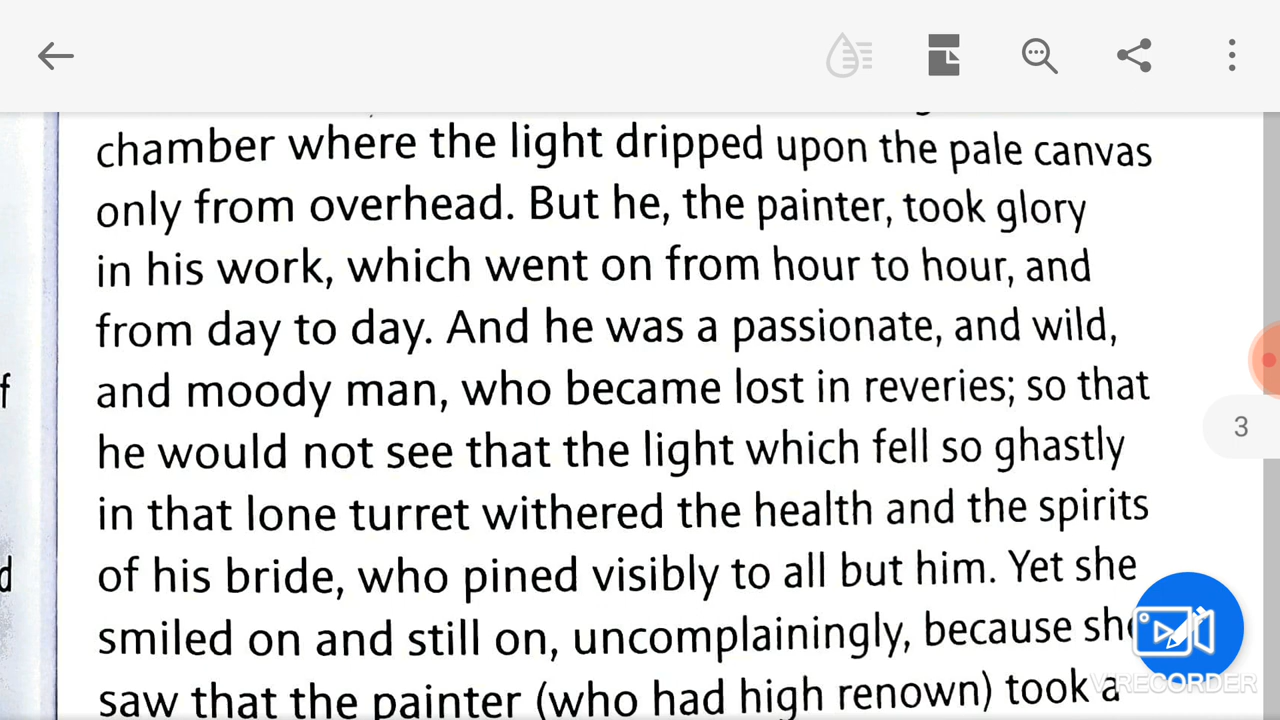 chamber where the light dripped upon the pale canvas
only from overhead. But he, the painter, took glory
in his work, which went on from hour to hour, and
from day to day. And he was a passionate, and wild,
f
and moody man, who became lost in reveries; so that
3
he would not see that the light which fell so ghastly
in that lone turret withered the health and the spirits
d
of his bride, who pined visibly to all but him. Yet she
smiled on and still on, uncomplainingly, because she
saw that the painter (who had high renown) took a
VRECORDER